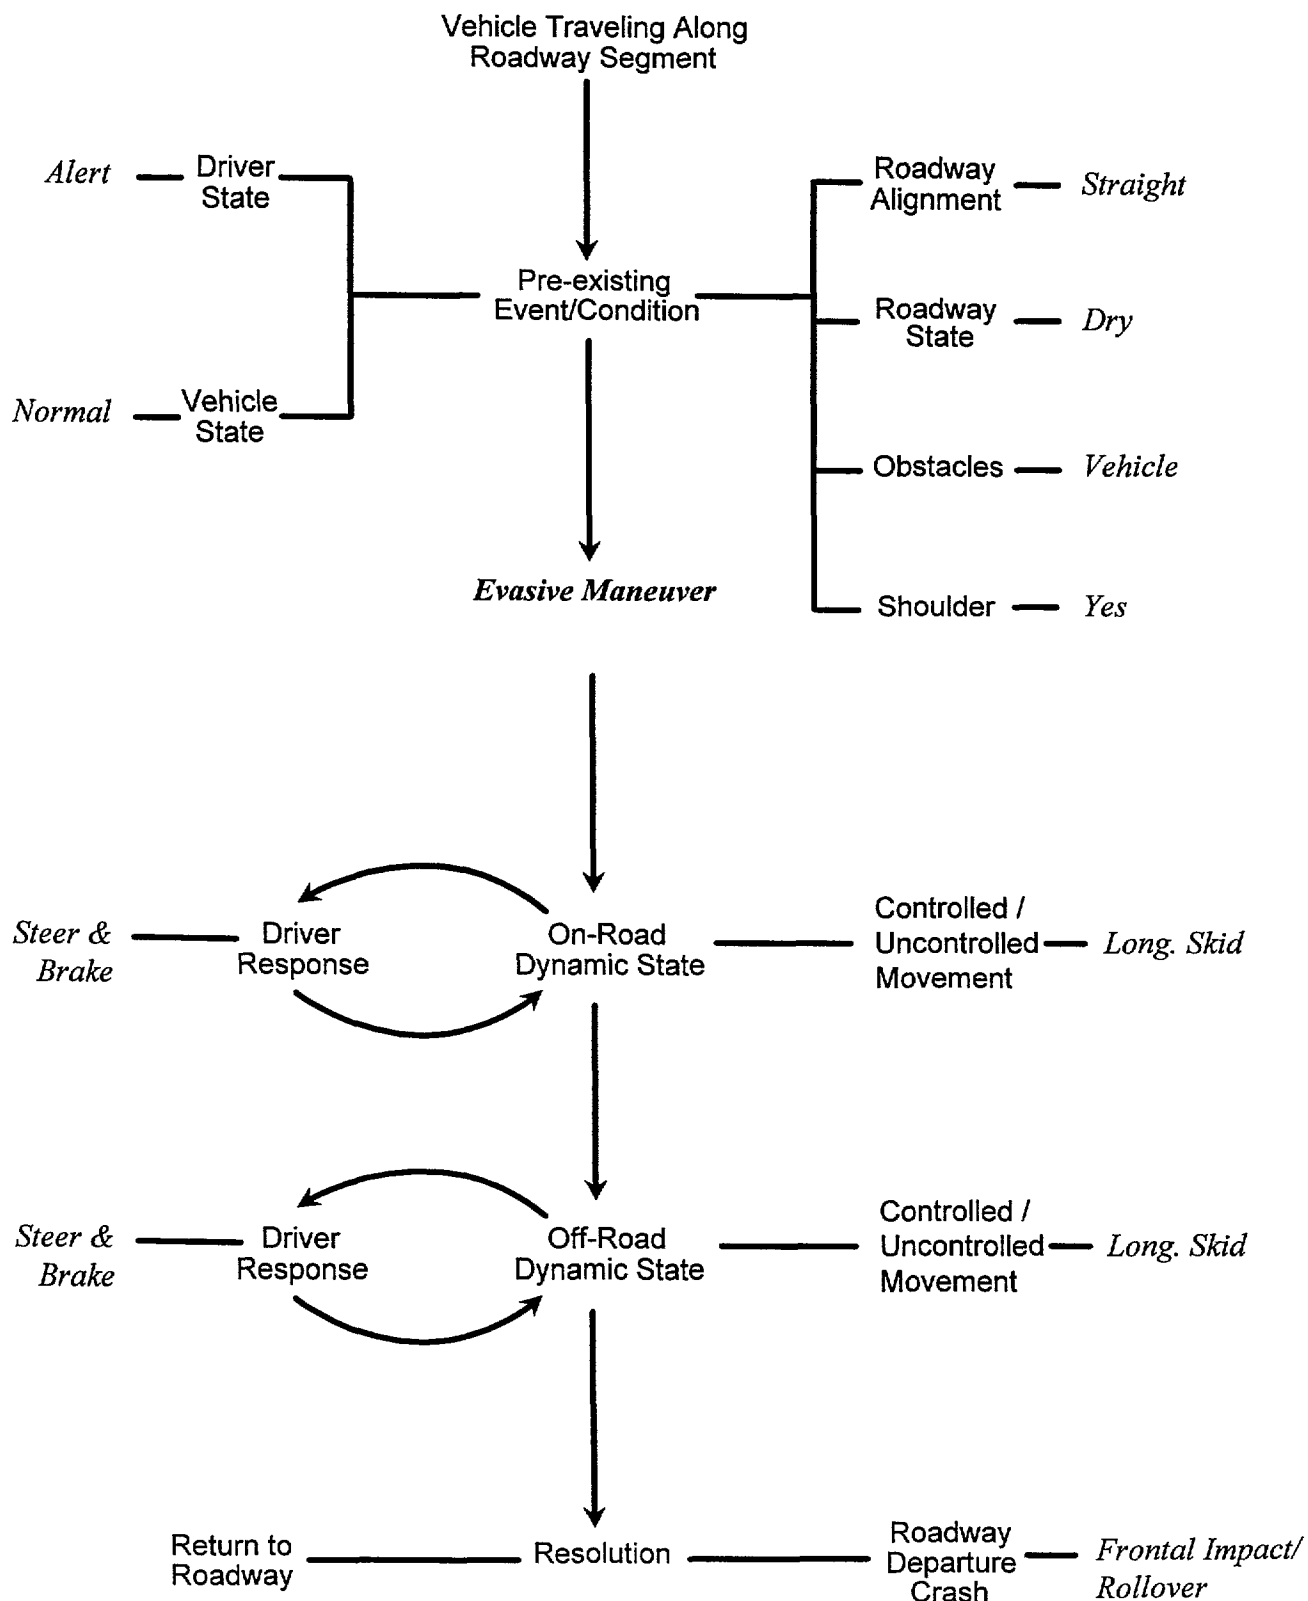 Vehicle Traveling Along
Roadway Segment
Alert
Driver
State
Roadway
Alignment
Straight
Pre-existing
Event/Condition
Roadway
State
Dry
Normal
Vehicle
State
Obstacles
Vehicle
Evasive Maneuver
Shoulder
Yes
Steer &
Brake
Driver
Response
On-Road
Dynamic State
Controlled /
Uncontrolled
Movement
Long. Skid
Steer &
Brake
Driver
Response
Off-Road
Dynamic State
Controlled /
Uncontrolled
Movement
Long. Skid
Return to
Roadway
Resolution
Roadway
Departure
Crash
Frontal Impact/
Rollover